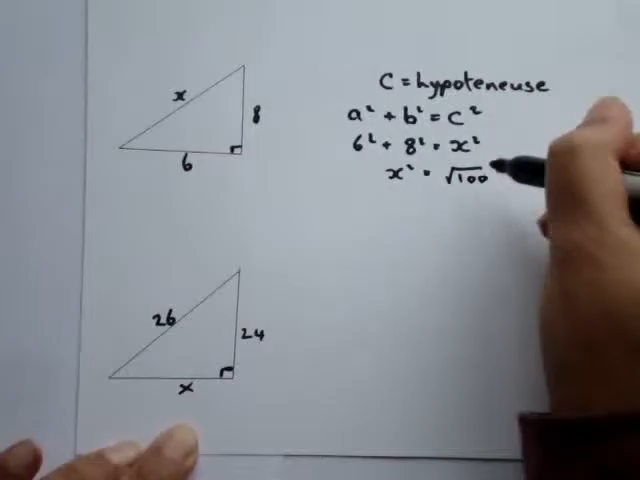 C = hypoteneuse
a² + b² = c²
6² + 8² = x²
x² = √100
x
8
6
26
24
x